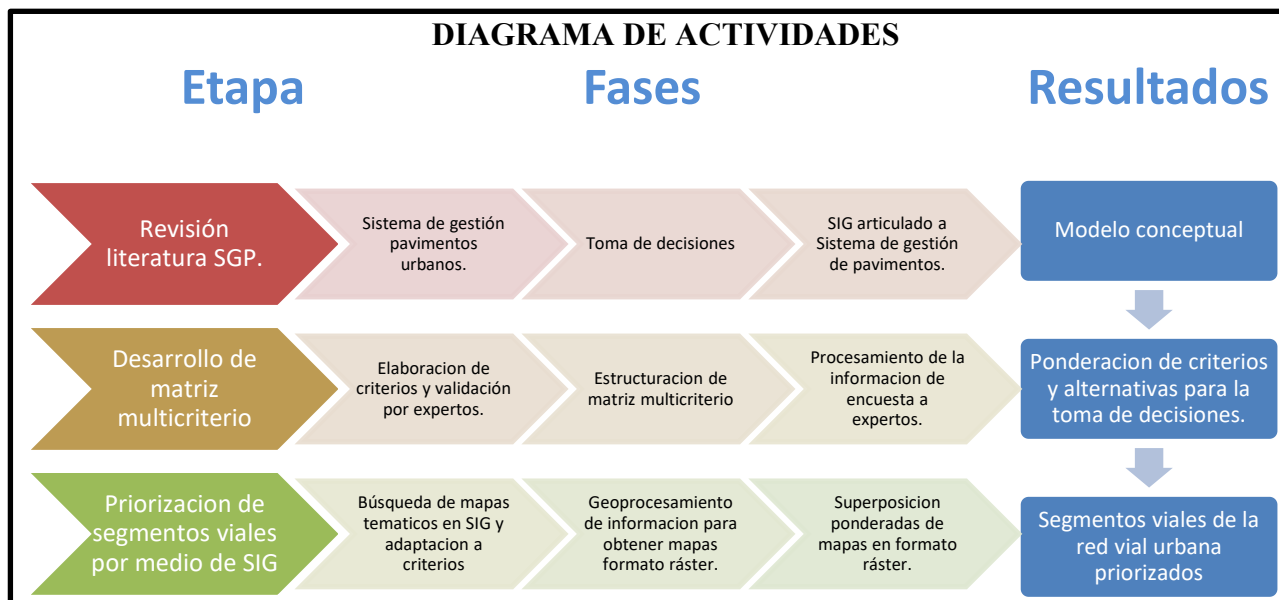 DIAGRAMA DE ACTIVIDADES
Etapa
Fases
Resultados
Revisión
literatura SGP.
Sistema de gestión
pavimentos
urbanos.
Toma de decisiones
SIG articulado a
Sistema de gestión
de pavimentos.
Modelo conceptual
Desarrollo de
matriz
multicriterio
Elaboracion de
criterios y validación
por expertos.
Estructuracion de
matriz multicriterio
Procesamiento de la
informacion de
encuesta a
expertos.
Ponderacion de criterios
y alternativas para la
toma de decisiones.
Priorizacion de
segmentos viales
por medio de SIG
Búsqueda de mapas
tematicos en SIG y
adaptacion a
criterios
Geoprocesamiento
de informacion para
obtener mapas
formato ráster.
Superposicion
ponderadas de
mapas en formato
ráster.
Segmentos viales de la
red vial urbana
priorizados